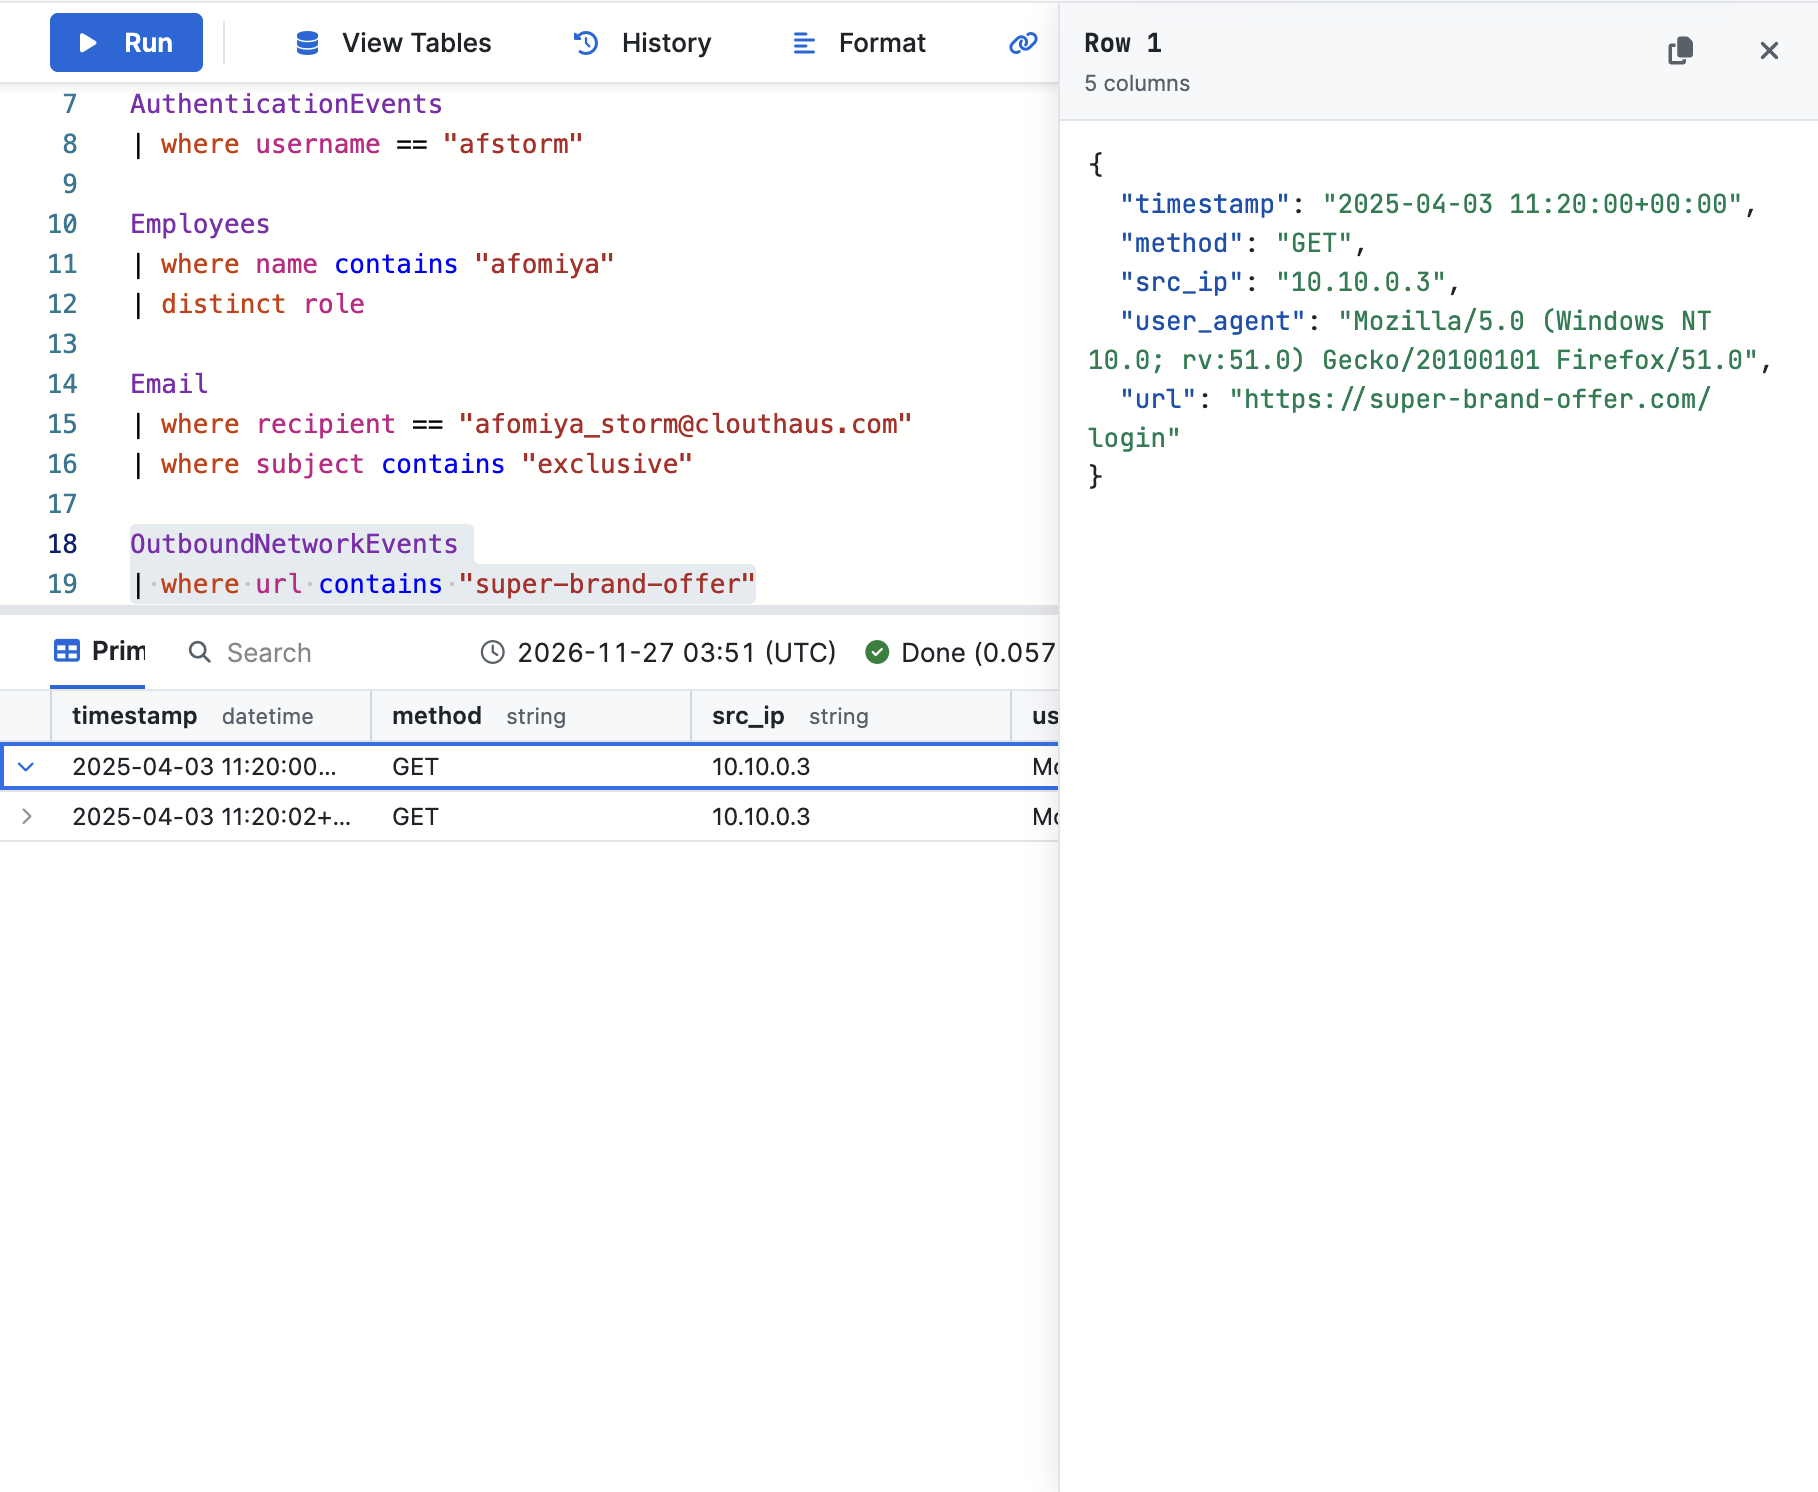 Run
View Tables
History
Format
7 AuthenticationEvents
8 | where username == "afstorm"
9
10 Employees
11 | where name contains "afomiya"
12 | distinct role
13
14 Email
15 | where recipient == "afomiya_storm@clouthaus.com"
16 | where subject contains "exclusive"
17
18 OutboundNetworkEvents
19 | where url contains "super-brand-offer"
Prim Search 2026-11-27 03:51 (UTC) Done (0.057
timestamp datetime method string src_ip string us
2025-04-03 11:20:00... GET 10.10.0.3 Mo
2025-04-03 11:20:02+... GET 10.10.0.3 Mo
Row 1
5 columns
{
"timestamp": "2025-04-03 11:20:00+00:00",
"method": "GET",
"src_ip": "10.10.0.3",
"user_agent": "Mozilla/5.0 (Windows NT
10.0; rv:51.0) Gecko/20100101 Firefox/51.0",
"url": "https://super-brand-offer.com/
login"
}